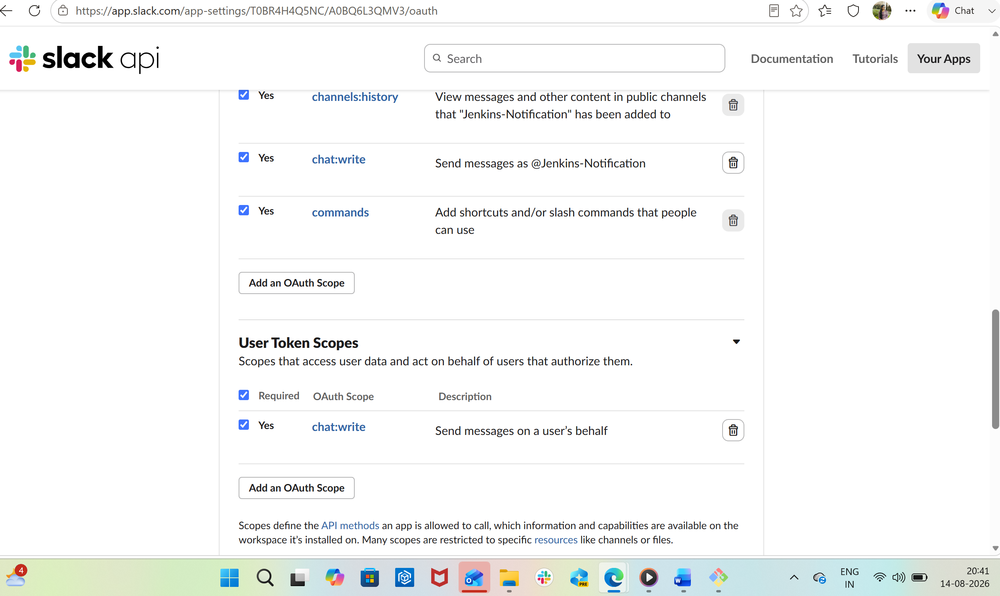 https://app.slack.com/app-settings/T0BR4H4Q5NC/A0BQ6L3QMV3/oauth
Chat
slack api
Search
Documentation
Tutorials
Your Apps
Yes
channels:history
View messages and other content in public channels
that "Jenkins-Notification" has been added to
Yes
chat:write
Send messages as @Jenkins-Notification
Yes
commands
Add shortcuts and/or slash commands that people
can use
Add an OAuth Scope
User Token Scopes
Scopes that access user data and act on behalf of users that authorize them.
Required
OAuth Scope
Description
Yes
chat:write
Send messages on a user’s behalf
Add an OAuth Scope
Scopes define the API methods an app is allowed to call, which information and capabilities are available on the
workspace it’s installed on. Many scopes are restricted to specific resources like channels or files.
4
O
PRE
W
ENG
IN
20:41
14-08-2026